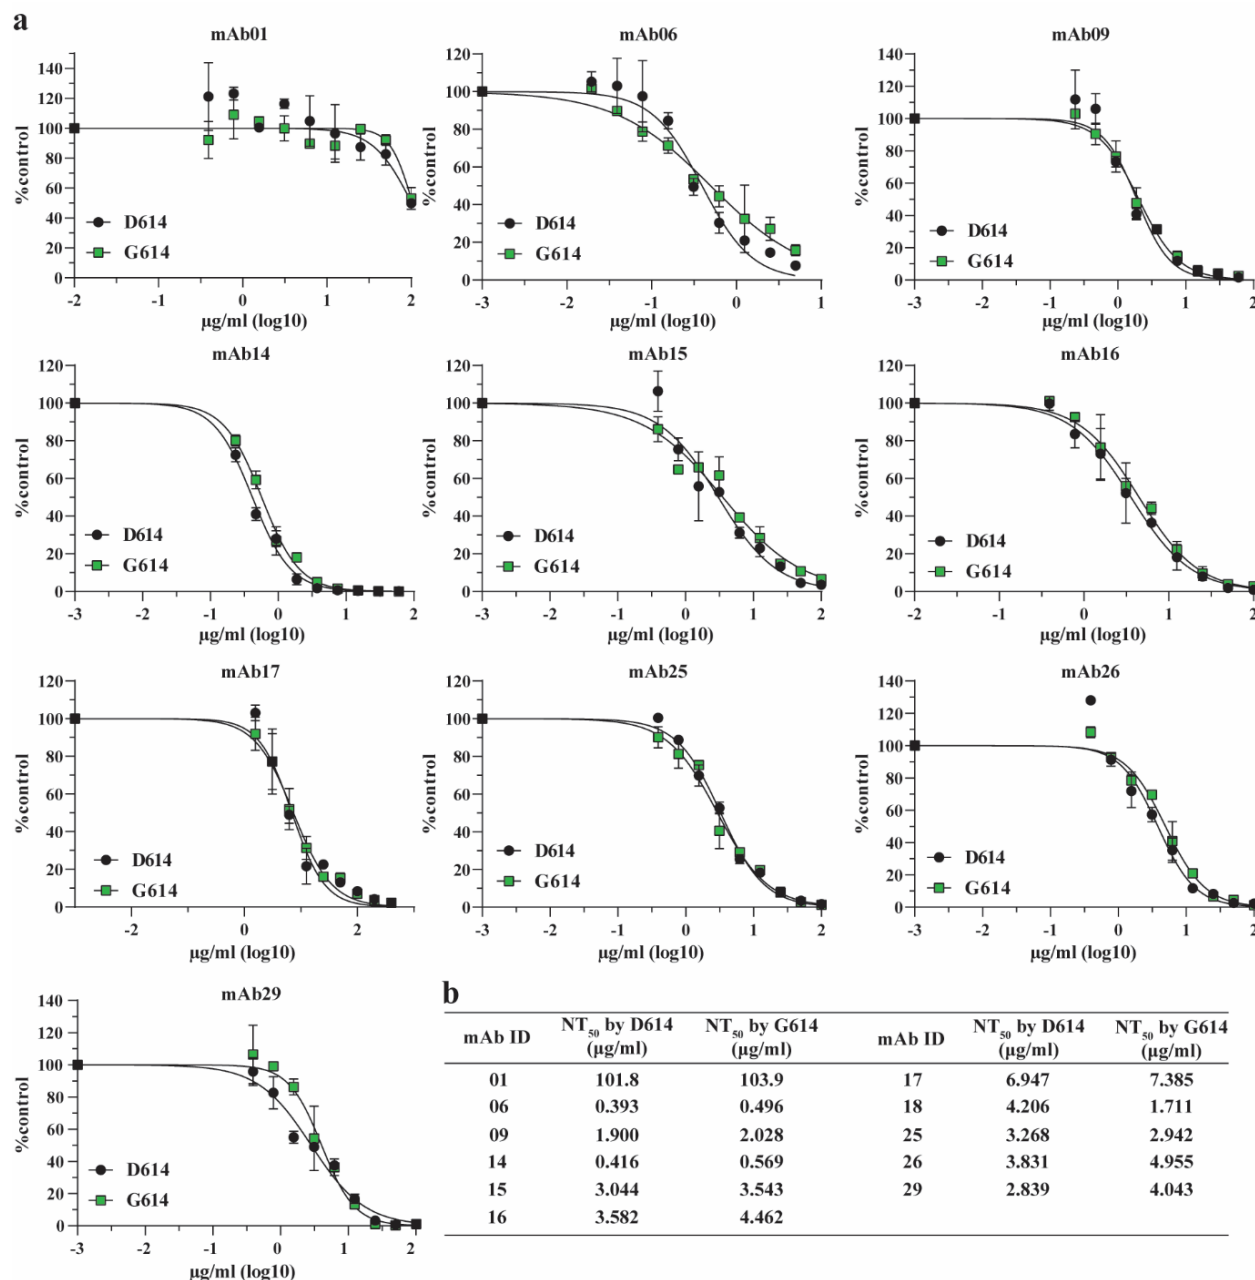 a
mAb01
140
120
100
80
60
40
20
0
%control
D614
G614
-2
-1
0
1
2
µg/ml (log10)
mAb06
120
100
80
60
40
20
0
%control
D614
G614
-3
-2
-1
0
1
µg/ml (log10)
mAb09
140
120
100
80
60
40
20
0
%control
D614
G614
-3
-2
-1
0
1
2
µg/ml (log10)
mAb14
120
100
80
60
40
20
0
%control
D614
G614
-3
-2
-1
0
1
2
µg/ml (log10)
mAb15
120
100
80
60
40
20
0
%control
D614
G614
-3
-2
-1
0
1
2
µg/ml (log10)
mAb16
120
100
80
60
40
20
0
%control
D614
G614
-2
-1
0
1
2
µg/ml (log10)
mAb17
120
100
80
60
40
20
0
%control
D614
G614
-2
0
2
µg/ml (log10)
mAb25
120
100
80
60
40
20
0
%control
D614
G614
-3
-2
-1
0
1
2
µg/ml (log10)
mAb26
140
120
100
80
60
40
20
0
%control
D614
G614
-3
-2
-1
0
1
2
µg/ml (log10)
mAb29
140
120
100
80
60
40
20
0
%control
D614
G614
-3
-2
-1
0
1
2
µg/ml (log10)
b
mAb ID NT50 by D614 (µg/ml) NT50 by G614 (µg/ml) mAb ID NT50 by D614 (µg/ml) NT50 by G614 (µg/ml)
01 101.8 103.9 17 6.947 7.385
06 0.393 0.496 18 4.206 1.711
09 1.900 2.028 25 3.268 2.942
14 0.416 0.569 26 3.831 4.955
15 3.044 3.543 29 2.839 4.043
16 3.582 4.462